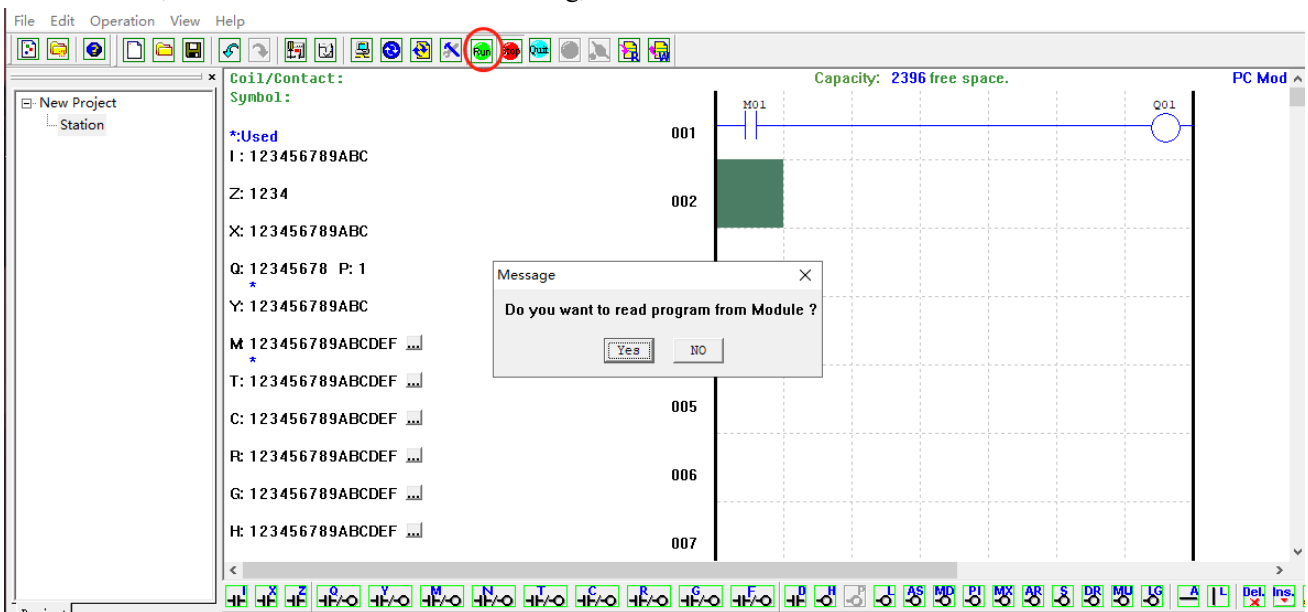 File Edit Operation View Help
Run Stop Quit R W
Coil/Contact: Capacity: 2396 free space. PC Mod
Symbol:
New Project
Station
*:Used
I : 123456789ABC
Z: 1234
X: 123456789ABC
Q: 12345678 P: 1
*
Y: 123456789ABC
M: 123456789ABCDEF ...
*
T: 123456789ABCDEF ...
C: 123456789ABCDEF ...
R: 123456789ABCDEF ...
G: 123456789ABCDEF ...
H: 123456789ABCDEF ...
M01 Q01
001
002
005
006
007
Message
Do you want to read program from Module ?
Yes NO
I X Z Q Y M N T C R G F D H P L AS MD PI MX AR S DR MU LG A L Del. Ins.